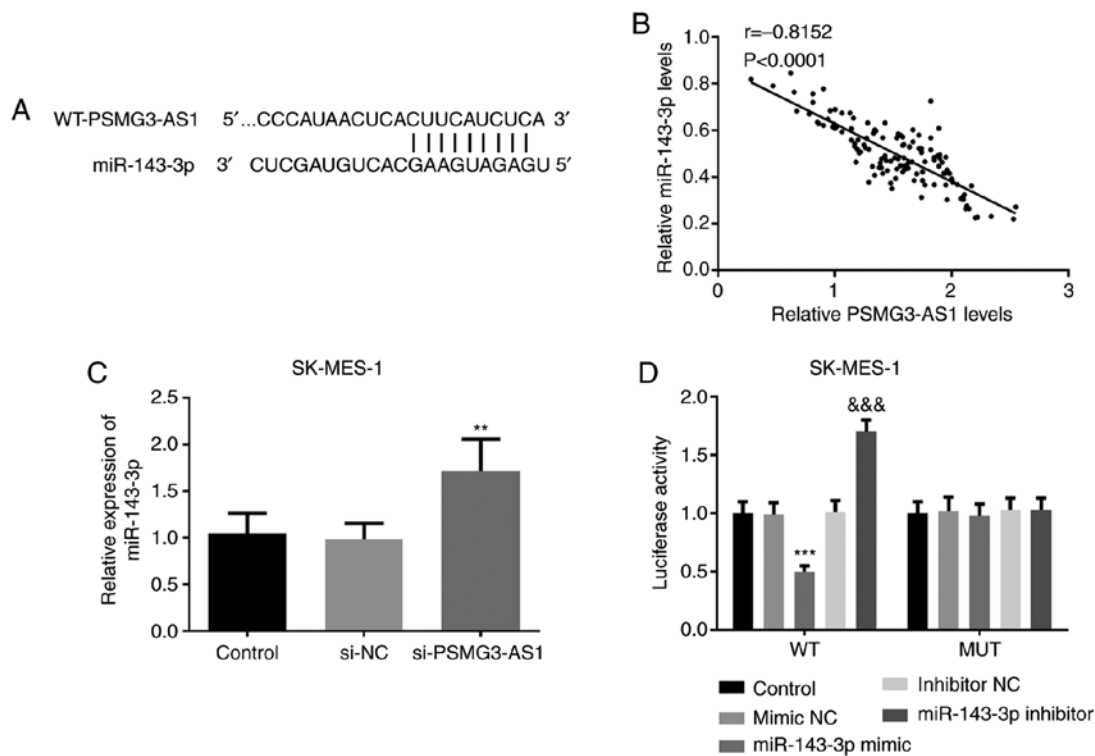 A
WT-PSMG3-AS1 5′...CCCAUAACUCACUUCAUCUCA 3′
miR-143-3p 3′ CUCGAUGUCACGAAGUAGAGU 5′
B
r=−0.8152
P<0.0001
Relative miR-143-3p levels
1.0
0.8
0.6
0.4
0.2
0.0
0 1 2 3
Relative PSMG3-AS1 levels
C
SK-MES-1
Relative expression of
miR-143-3p
2.5
2.0
1.5
1.0
0.5
0.0
**
Control si-NC si-PSMG3-AS1
D
SK-MES-1
Luciferase activity
2.0
1.5
1.0
0.5
0.0
&&&
***
WT MUT
Control
Mimic NC
miR-143-3p mimic
Inhibitor NC
miR-143-3p inhibitor